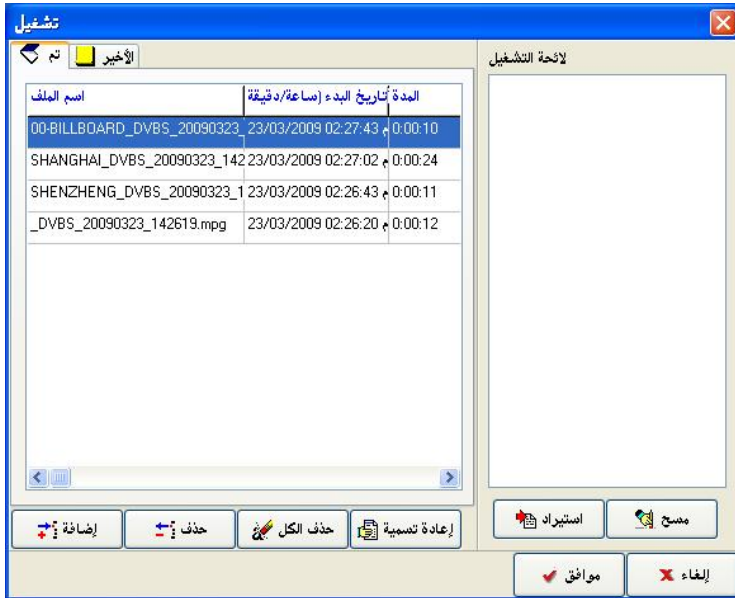 تشغيل
تم
الأخير
لائحة التشغيل
اسم الملف تاريخ البدء (ساعة/دقيقة المدة
00-BILLBOARD_DVBS_20090323_ 23/03/2009 02:27:43 م 0:00:10
SHANGHAI_DVBS_20090323_142 23/03/2009 02:27:02 م 0:00:24
SHENZHENG_DVBS_20090323_1 23/03/2009 02:26:43 م 0:00:11
_DVBS_20090323_142619.mpg 23/03/2009 02:26:20 م 0:00:12
إضافة
حذف
حذف الكل
إعادة تسمية
استيراد
مسح
موافق
إلغاء